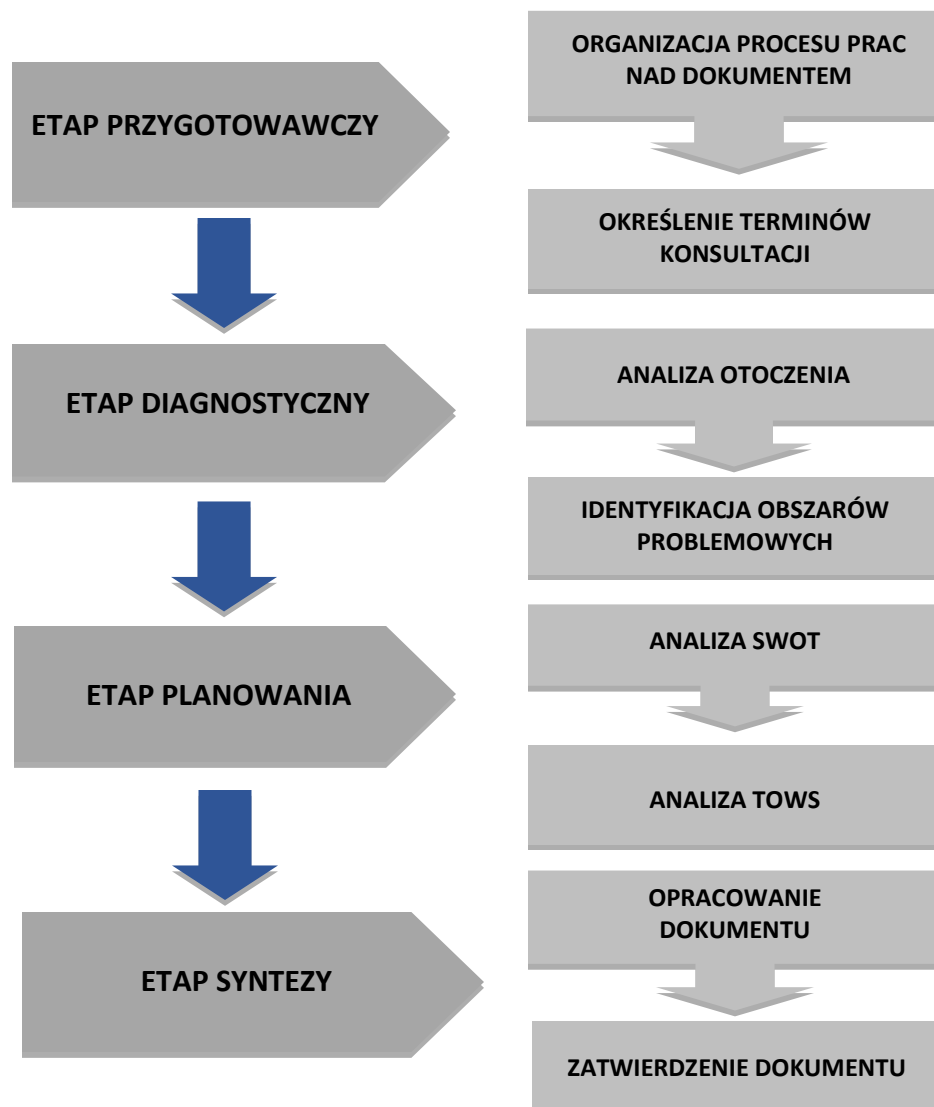 ETAP PRZYGOTOWAWCZY
ORGANIZACJA PROCESU PRAC
NAD DOKUMENTEM
OKREŚLENIE TERMINÓW
KONSULTACJI
ETAP DIAGNOSTYCZNY
ANALIZA OTOCZENIA
IDENTYFIKACJA OBSZARÓW
PROBLEMOWYCH
ETAP PLANOWANIA
ANALIZA SWOT
ANALIZA TOWS
ETAP SYNTEZY
OPRACOWANIE
DOKUMENTU
ZATWIERDZENIE DOKUMENTU